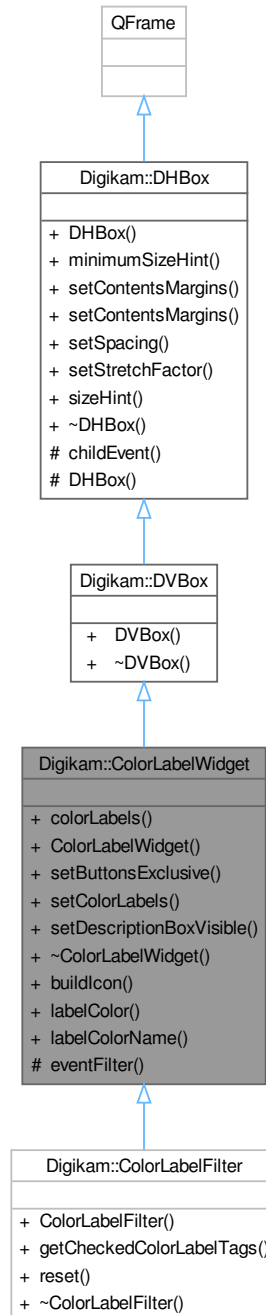 QFrame
Digikam::DHBox
+ DHBox()
+ minimumSizeHint()
+ setContentsMargins()
+ setContentsMargins()
+ setSpacing()
+ setStretchFactor()
+ sizeHint()
+ ~DHBox()
# childEvent()
# DHBox()
Digikam::DVBox
+ DVBox()
+ ~DVBox()
Digikam::ColorLabelWidget
+ colorLabels()
+ ColorLabelWidget()
+ setButtonsExclusive()
+ setColorLabels()
+ setDescriptionBoxVisible()
+ ~ColorLabelWidget()
+ buildIcon()
+ labelColor()
+ labelColorName()
# eventFilter()
Digikam::ColorLabelFilter
+ ColorLabelFilter()
+ getCheckedColorLabelTags()
+ reset()
+ ~ColorLabelFilter()